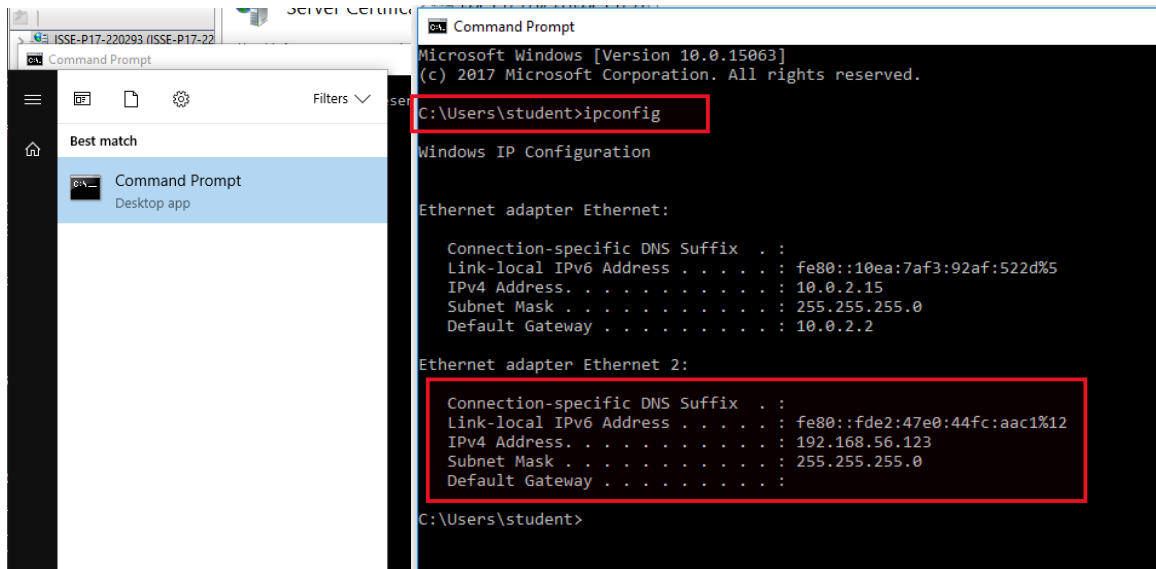 Server Certifica
ISSE-P17-220293 (ISSE-P17-22
Command Prompt
Filters
Best match
Command Prompt
Desktop app
Command Prompt
Microsoft Windows [Version 10.0.15063]
(c) 2017 Microsoft Corporation. All rights reserved.
C:\Users\student>ipconfig
Windows IP Configuration
Ethernet adapter Ethernet:
Connection-specific DNS Suffix . :
Link-local IPv6 Address . . . . . : fe80::10ea:7af3:92af:522d%5
IPv4 Address. . . . . . . . . . . : 10.0.2.15
Subnet Mask . . . . . . . . . . . : 255.255.255.0
Default Gateway . . . . . . . . . : 10.0.2.2
Ethernet adapter Ethernet 2:
Connection-specific DNS Suffix . :
Link-local IPv6 Address . . . . . : fe80::fde2:47e0:44fc:aac1%12
IPv4 Address. . . . . . . . . . . : 192.168.56.123
Subnet Mask . . . . . . . . . . . : 255.255.255.0
Default Gateway . . . . . . . . . :
C:\Users\student>